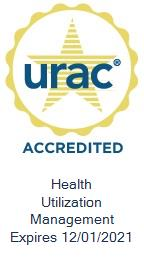 urac®
ACCREDITED
Health
Utilization
Management
Expires 12/01/2021